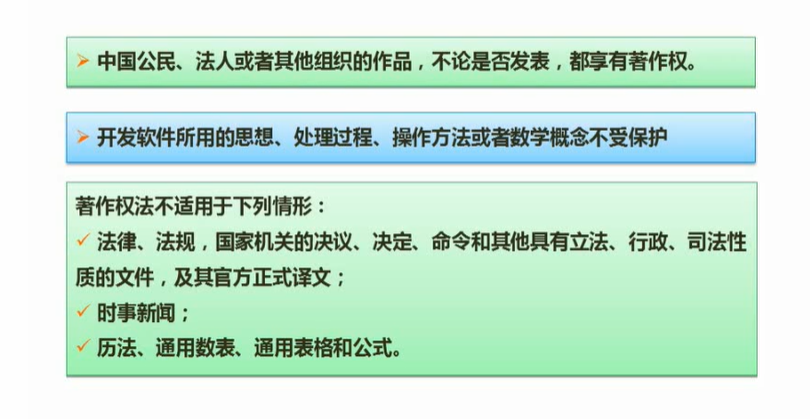 ➢ 中国公民、法人或者其他组织的作品，不论是否发表，都享有著作权。
➢ 开发软件所用的思想、处理过程、操作方法或者数学概念不受保护
著作权法不适用于下列情形：
✓ 法律、法规，国家机关的决议、决定、命令和其他具有立法、行政、司法性
质的文件，及其官方正式译文；
✓ 时事新闻；
✓ 历法、通用数表、通用表格和公式。